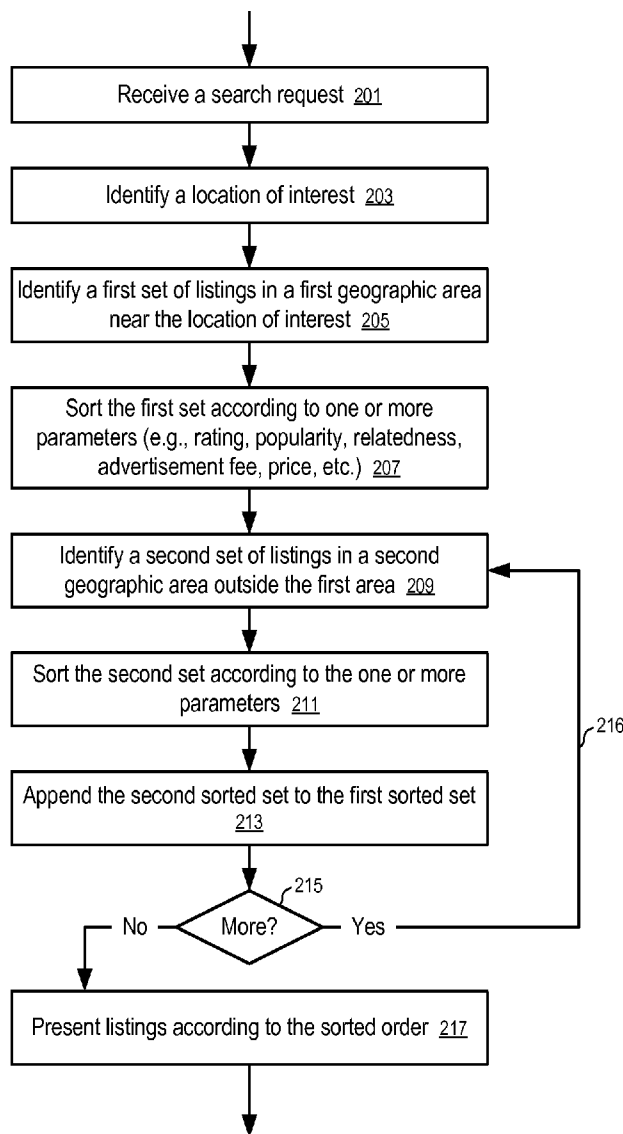 Receive a search request 201
Identify a location of interest 203
Identify a first set of listings in a first geographic area
near the location of interest 205
Sort the first set according to one or more
parameters (e.g., rating, popularity, relatedness,
advertisement fee, price, etc.) 207
Identify a second set of listings in a second
geographic area outside the first area 209
Sort the second set according to the one or more
parameters 211
216
Append the second sorted set to the first sorted set
213
215
No More? Yes
Present listings according to the sorted order 217